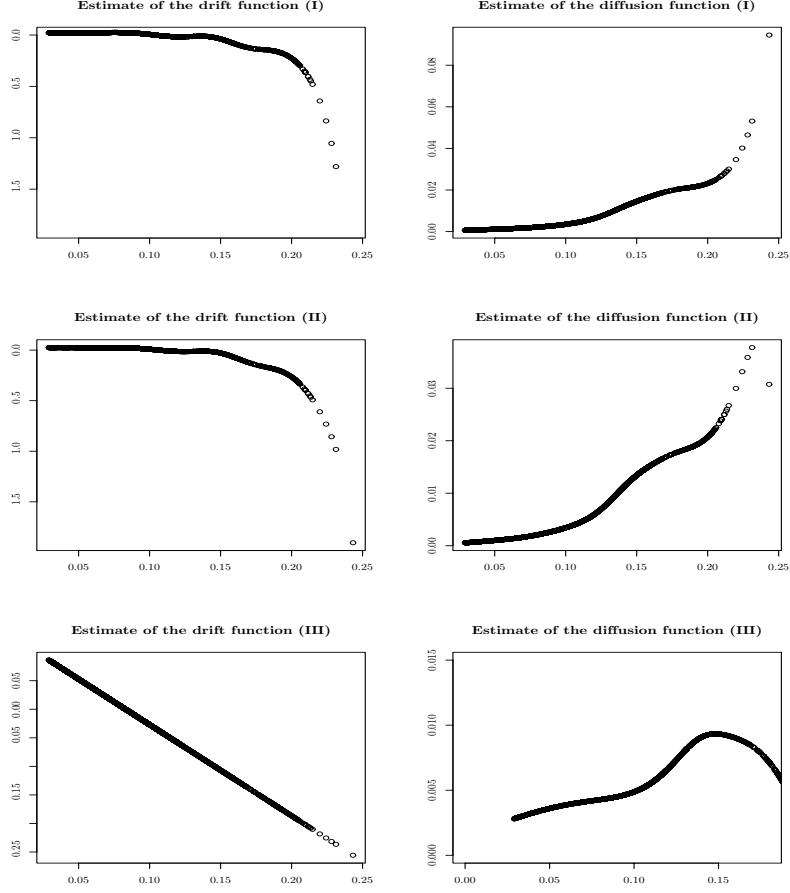 Estimate of the drift function (I)
0.0
0.5
1.0
1.5
0.05 0.10 0.15 0.20 0.25
Estimate of the diffusion function (I)
0.08
0.06
0.04
0.02
0.00
0.05 0.10 0.15 0.20 0.25
Estimate of the drift function (II)
0.0
0.5
1.0
1.5
0.05 0.10 0.15 0.20 0.25
Estimate of the diffusion function (II)
0.03
0.02
0.01
0.00
0.05 0.10 0.15 0.20 0.25
Estimate of the drift function (III)
0.05
0.00
0.05
0.15
0.25
0.05 0.10 0.15 0.20 0.25
Estimate of the diffusion function (III)
0.015
0.010
0.005
0.000
0.00 0.05 0.10 0.15